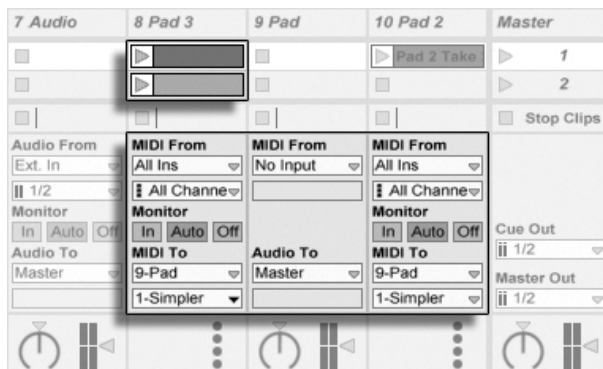 7 Audio 8 Pad 3 9 Pad 10 Pad 2 Master
Pad 2 Take 1
2
Stop Clips
Audio From MIDI From MIDI From MIDI From
Ext. In All Ins No Input All Ins
1/2 All Channe All Channe
Monitor Monitor Monitor
In Auto Off In Auto Off In Auto Off Cue Out
Audio To MIDI To Audio To MIDI To 1/2
Master 9-Pad Master 9-Pad Master Out
1-Simpler 1-Simpler 1/2